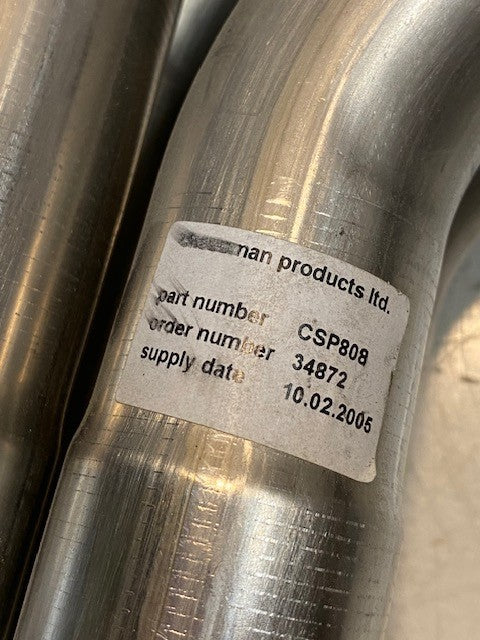 products ltd.
part number CSP808
order number 34872
supply date 10.02.2005